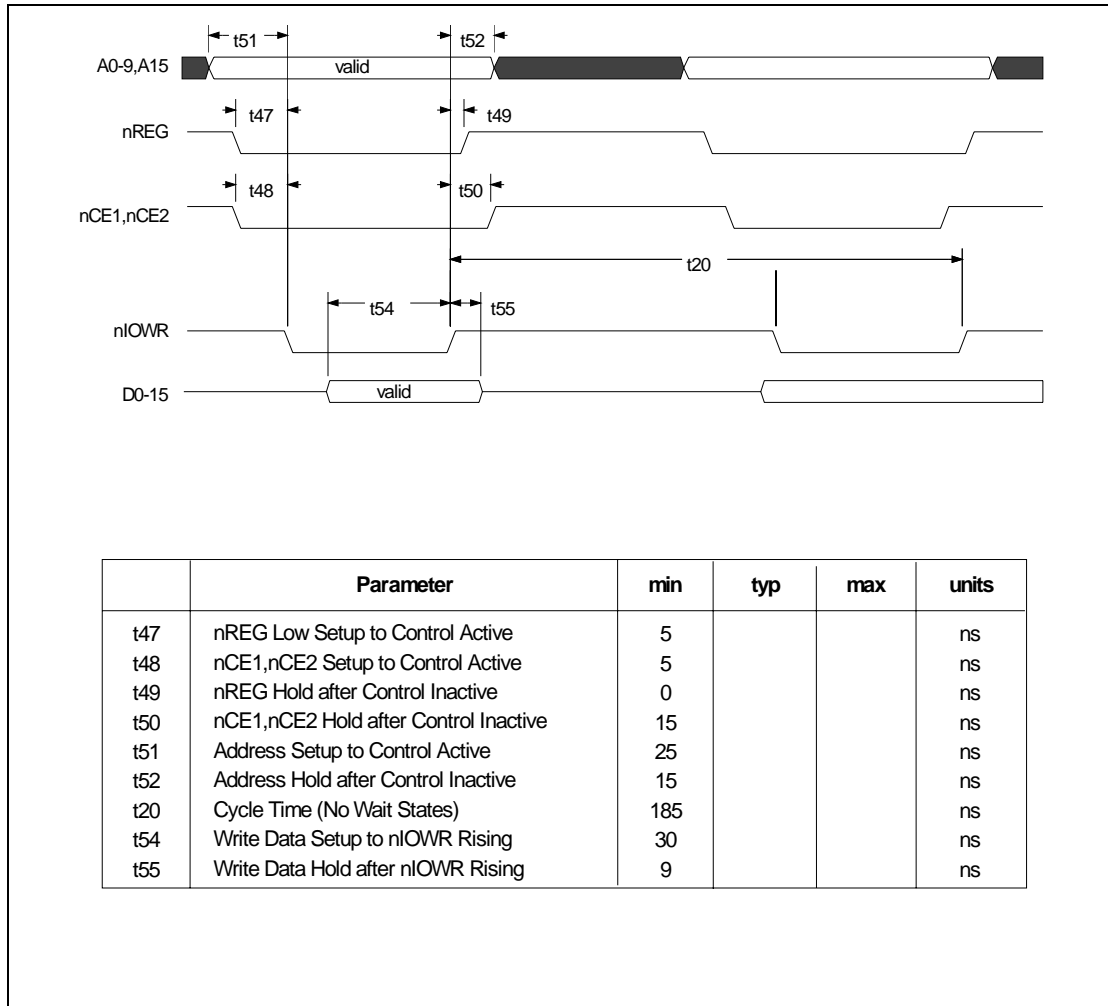 t51 t52
A0-9,A15 valid
t47 t49
nREG
t48 t50
nCE1,nCE2
t20
t54 t55
nIOWR
D0-15 valid
Parameter min typ max units
t47 nREG Low Setup to Control Active 5 ns
t48 nCE1,nCE2 Setup to Control Active 5 ns
t49 nREG Hold after Control Inactive 0 ns
t50 nCE1,nCE2 Hold after Control Inactive 15 ns
t51 Address Setup to Control Active 25 ns
t52 Address Hold after Control Inactive 15 ns
t20 Cycle Time (No Wait States) 185 ns
t54 Write Data Setup to nIOWR Rising 30 ns
t55 Write Data Hold after nIOWR Rising 9 ns